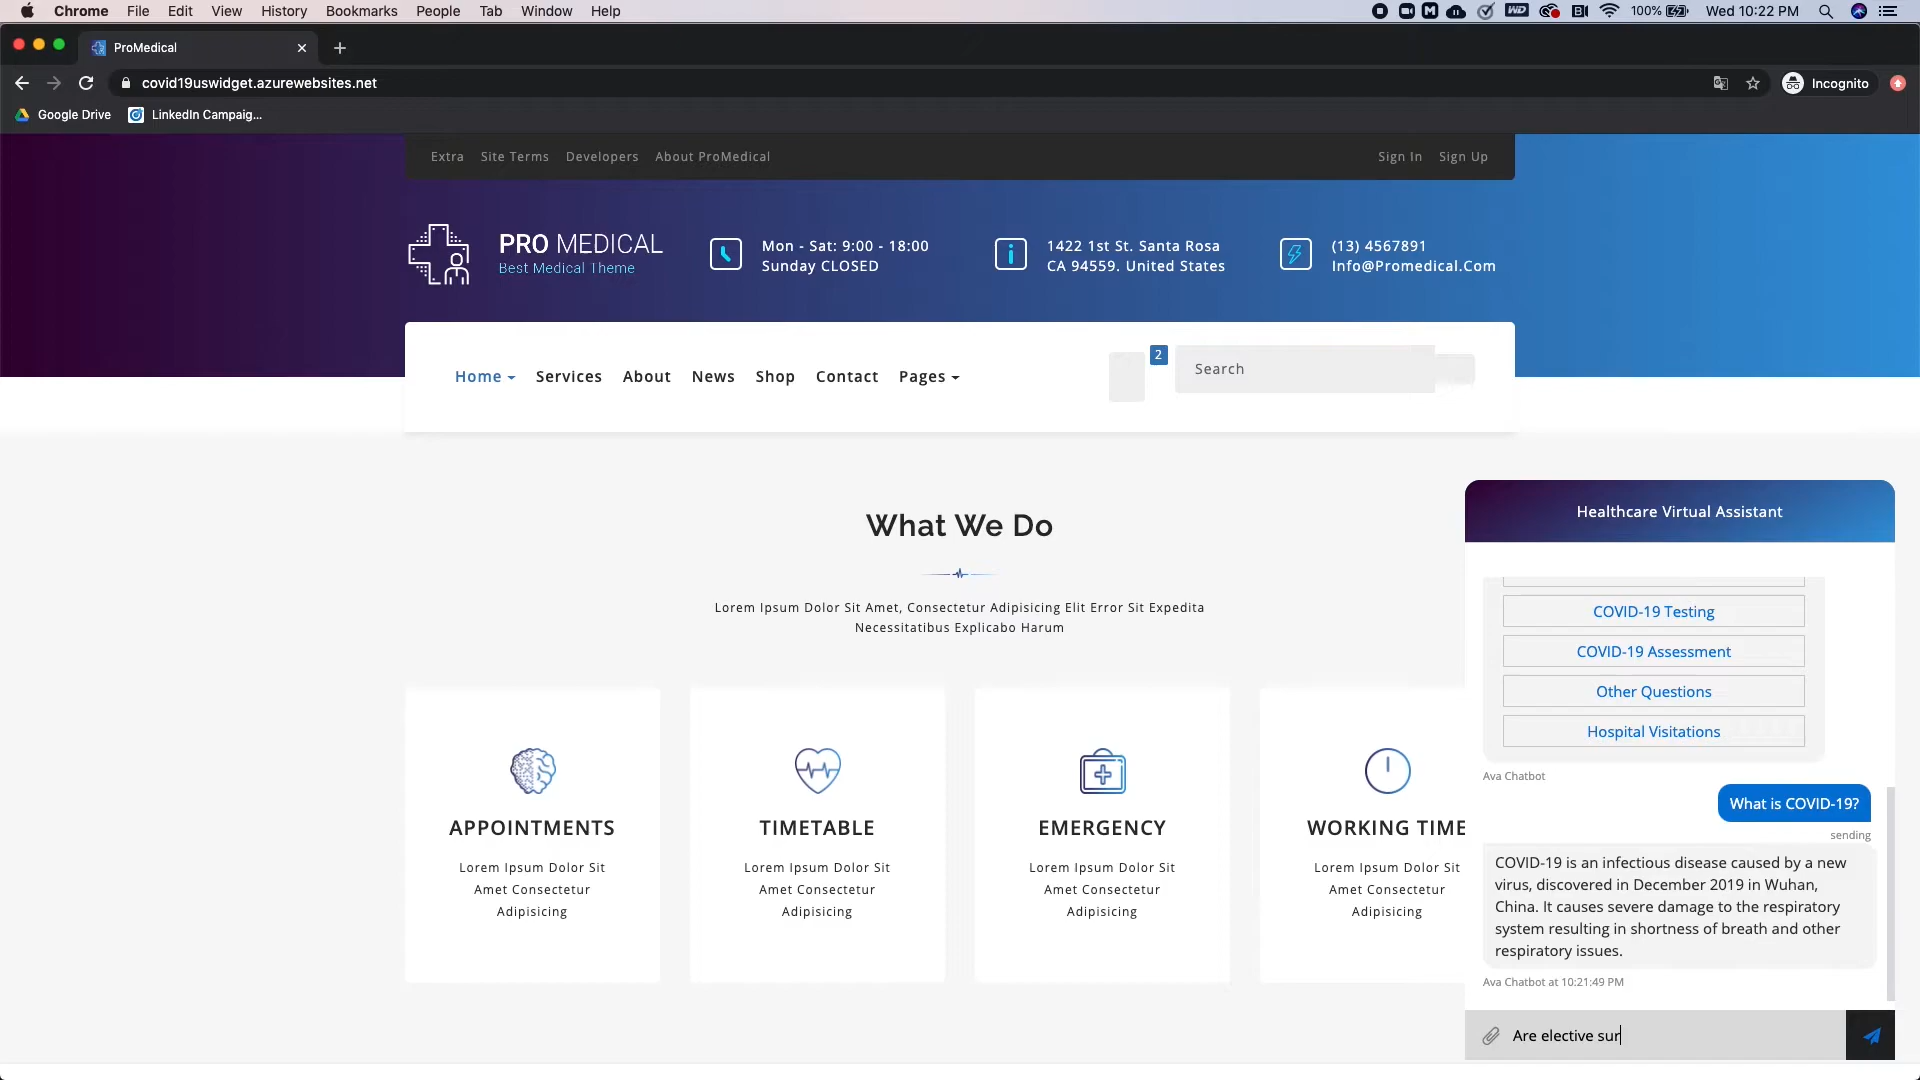 Chrome File Edit View History Bookmarks People Tab Window Help
100% Wed 10:22 PM
ProMedical
covid19uswidget.azurewebsites.net
Incognito
Google Drive LinkedIn Campaig...
Extra Site Terms Developers About ProMedical
Sign In Sign Up
PRO MEDICAL
Best Medical Theme
Mon - Sat: 9:00 - 18:00
Sunday CLOSED
1422 1st St. Santa Rosa
CA 94559. United States
(13) 4567891
Info@Promedical.Com
Home Services About News Shop Contact Pages
2
Search
What We Do
Lorem Ipsum Dolor Sit Amet, Consectetur Adipisicing Elit Error Sit Expedita
Necessitatibus Explicabo Harum
APPOINTMENTS
Lorem Ipsum Dolor Sit
Amet Consectetur
Adipisicing
TIMETABLE
Lorem Ipsum Dolor Sit
Amet Consectetur
Adipisicing
EMERGENCY
Lorem Ipsum Dolor Sit
Amet Consectetur
Adipisicing
WORKING TIME
Lorem Ipsum Dolor Sit
Amet Consectetur
Adipisicing
Healthcare Virtual Assistant
COVID-19 Testing
COVID-19 Assessment
Other Questions
Hospital Visitations
Ava Chatbot
What is COVID-19?
sending
COVID-19 is an infectious disease caused by a new
virus, discovered in December 2019 in Wuhan,
China. It causes severe damage to the respiratory
system resulting in shortness of breath and other
respiratory issues.
Ava Chatbot at 10:21:49 PM
Are elective sur